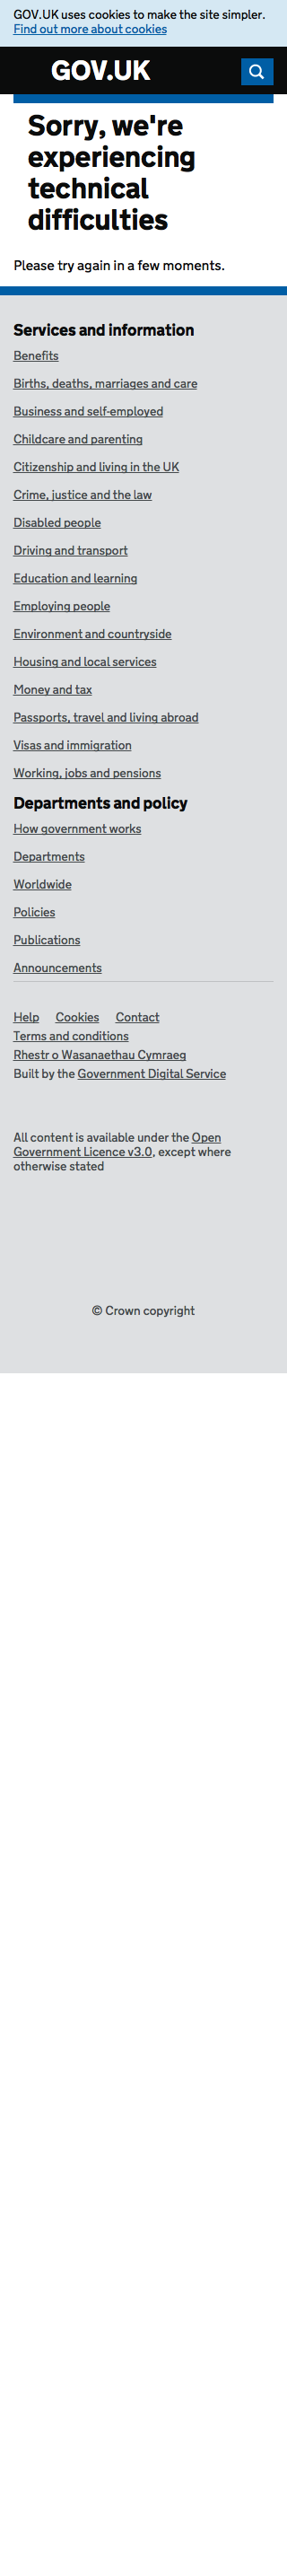 GOV.UK uses cookies to make the site simpler.
Find out more about cookies
GOV.UK
Sorry, we're
experiencing
technical
difficulties
Please try again in a few moments.
Services and information
Benefits
Births, deaths, marriages and care
Business and self-employed
Childcare and parenting
Citizenship and living in the UK
Crime, justice and the law
Disabled people
Driving and transport
Education and learning
Employing people
Environment and countryside
Housing and local services
Money and tax
Passports, travel and living abroad
Visas and immigration
Working, jobs and pensions
Departments and policy
How government works
Departments
Worldwide
Policies
Publications
Announcements
Help Cookies Contact
Terms and conditions
Rhestr o Wasanaethau Cymraeg
Built by the Government Digital Service
All content is available under the Open
Government Licence v3.0, except where
otherwise stated
© Crown copyright